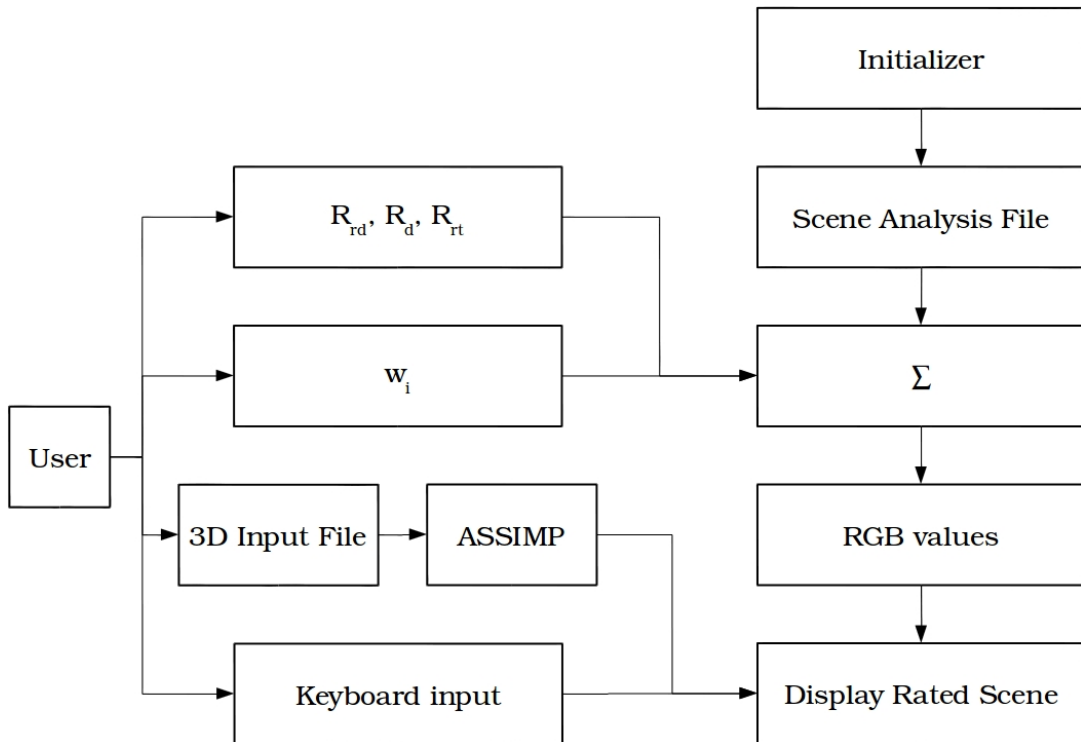 Initializer
R_rd, R_d, R_rt
Scene Analysis File
w_i
Σ
User
3D Input File
ASSIMP
RGB values
Keyboard input
Display Rated Scene